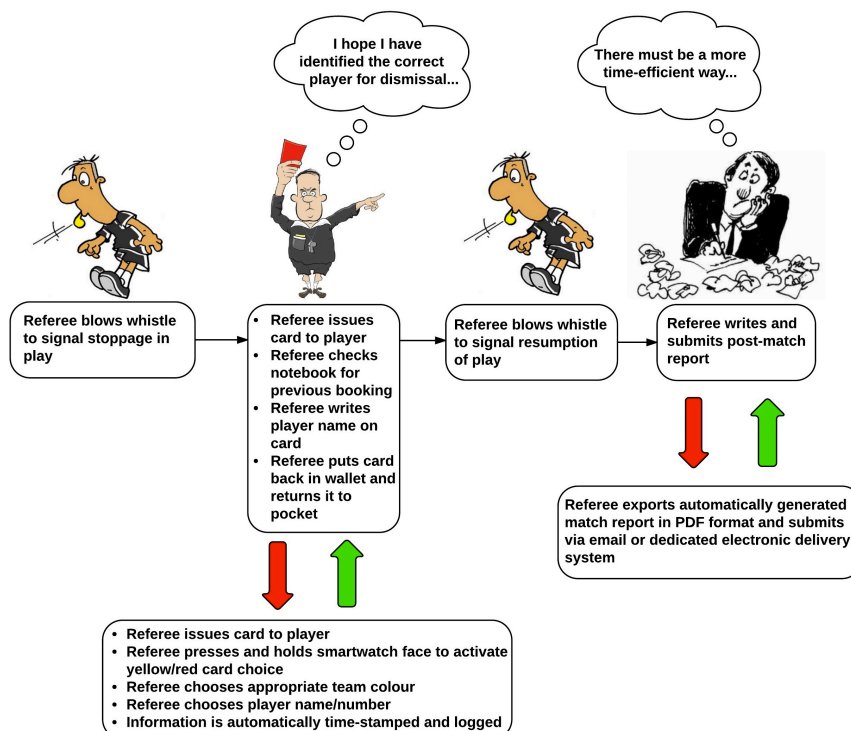 I hope I have
identified the correct
player for dismissal...
There must be a more
time-efficient way...
Referee blows whistle
to signal stoppage in
play
• Referee issues
card to player
• Referee checks
notebook for
previous booking
• Referee writes
player name on
card
• Referee puts card
back in wallet and
returns it to
pocket
Referee blows whistle
to signal resumption
of play
Referee writes and
submits post-match
report
Referee exports automatically generated
match report in PDF format and submits
via email or dedicated electronic delivery
system
• Referee issues card to player
• Referee presses and holds smartwatch face to activate
yellow/red card choice
• Referee chooses appropriate team colour
• Referee chooses player name/number
• Information is automatically time-stamped and logged